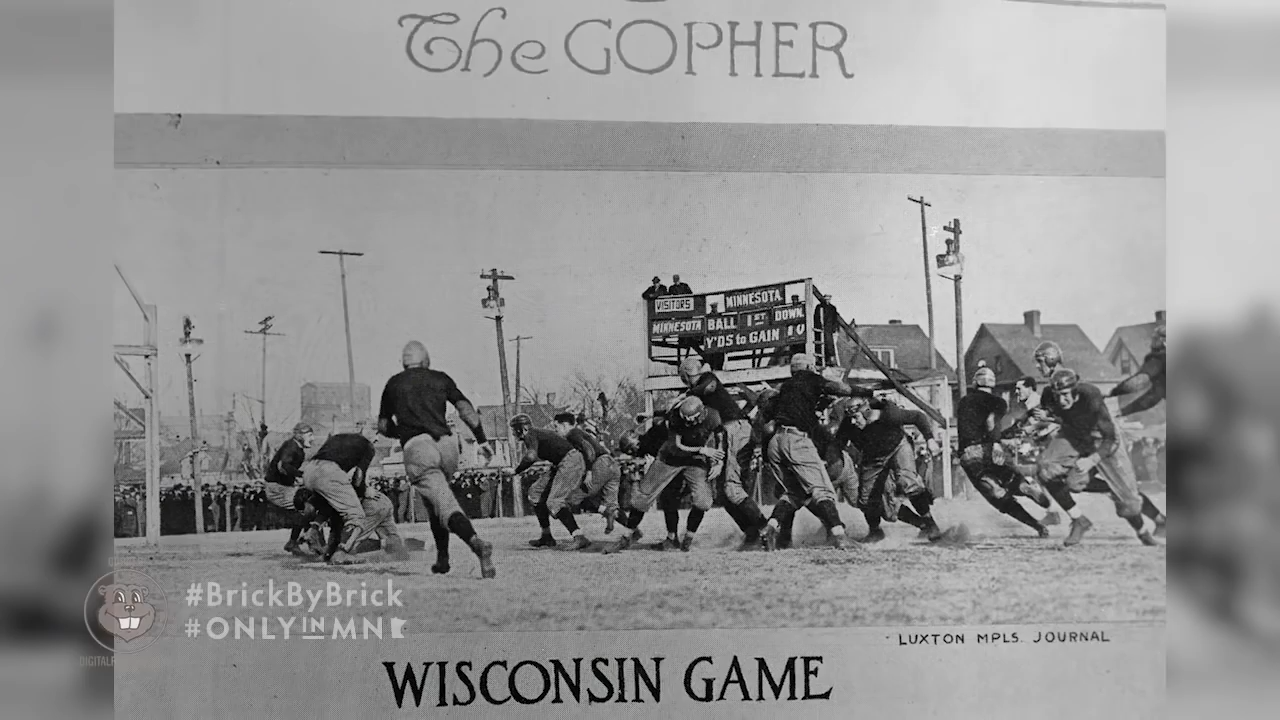 The GOPHER
VISITORS
MINNESOTA
MINNESOTA BALL 1ST DOWN
Y'DS to GAIN 10
#BrickByBrick
#ONLYINMN
LUXTON MPLS. JOURNAL
WISCONSIN GAME